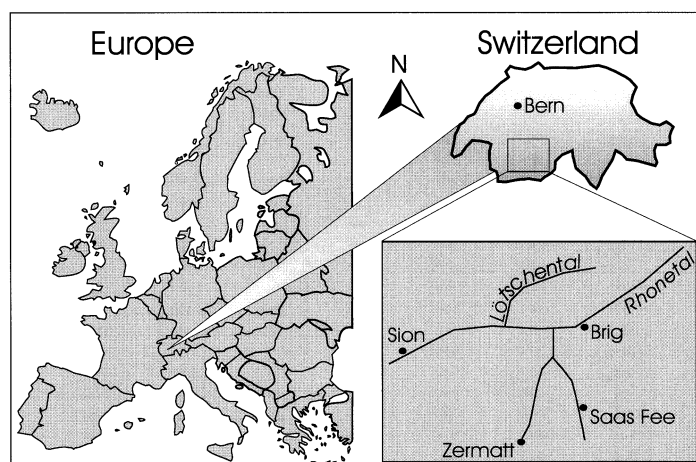 Europe
Switzerland
N
Bern
Lötschental
Rhonetal
Sion
Brig
Saas Fee
Zermatt